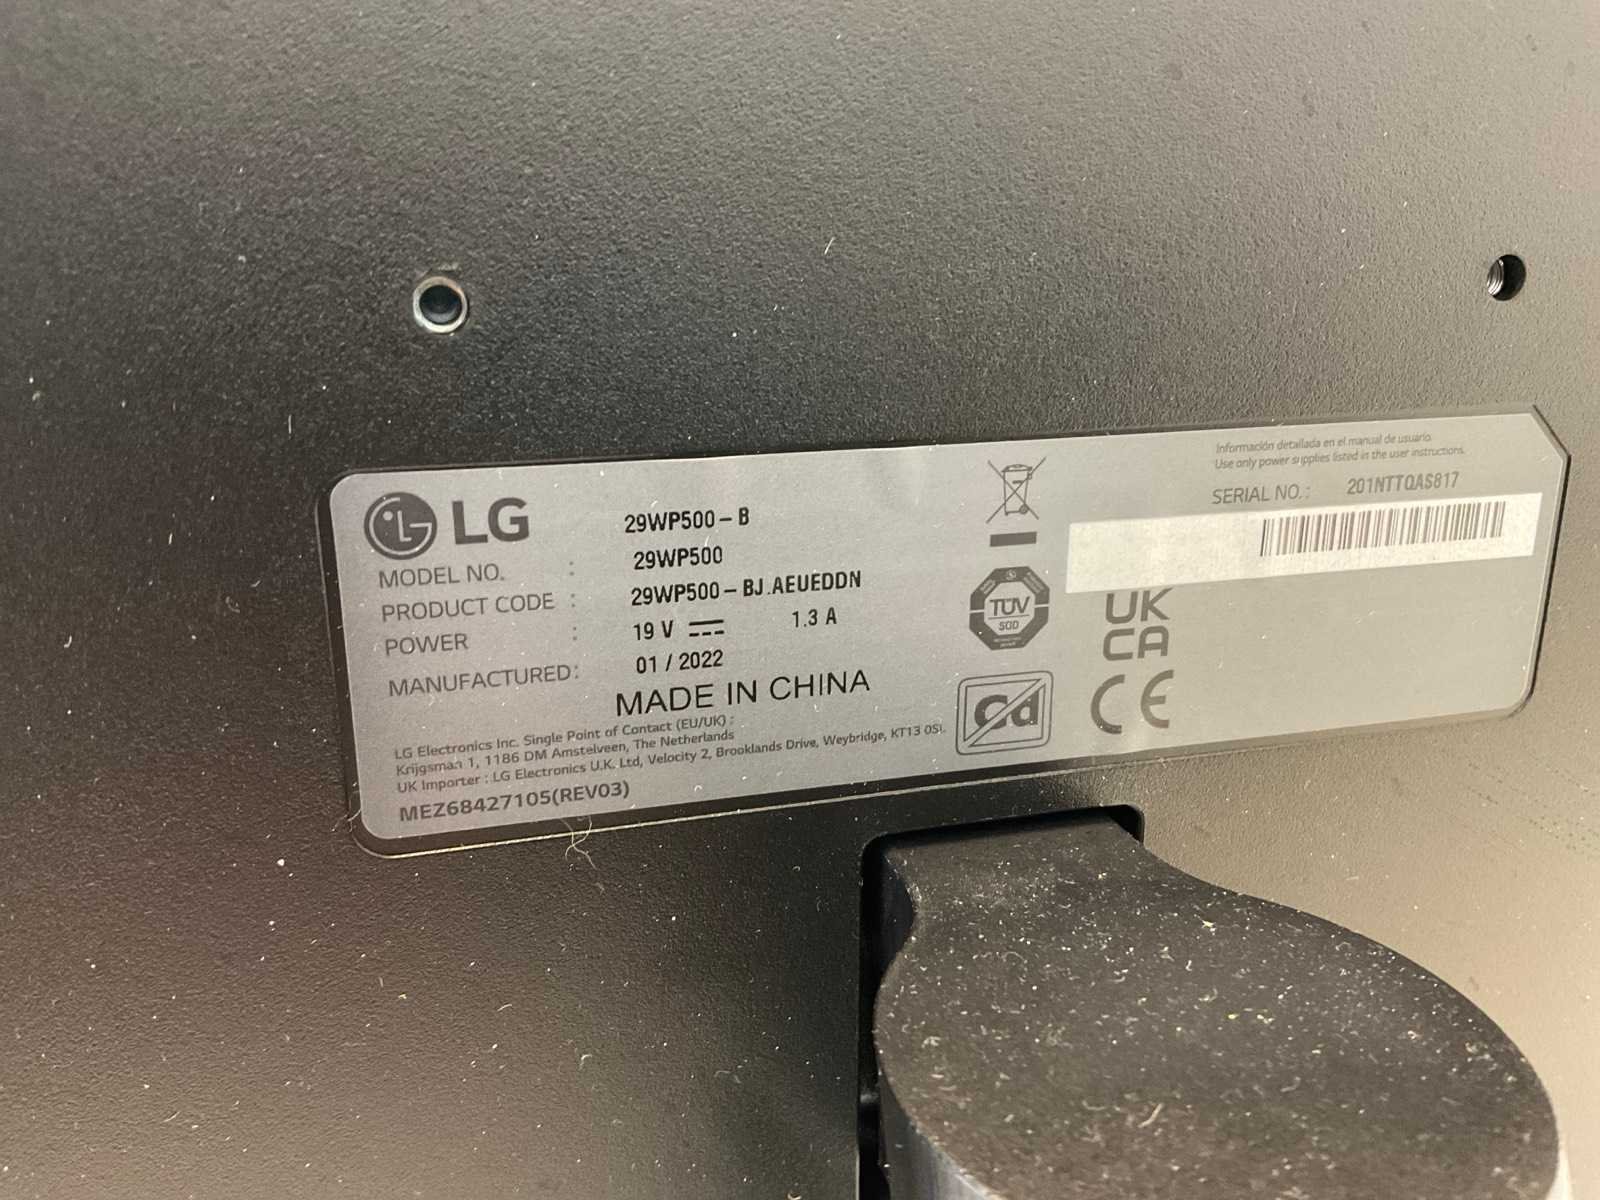 Información detallada en el manual de usuario.
Use only power supplies listed in the user instructions.
SERIAL NO.: 201NTTQAS817
LG
29WP500-B
MODEL NO. : 29WP500
PRODUCT CODE : 29WP500-BJ.AEUEDDN
POWER : 19 V 1.3 A
MANUFACTURED: 01 / 2022
MADE IN CHINA
LG Electronics Inc. Single Point of Contact (EU/UK) :
Krijgsman 1, 1186 DM Amstelveen, The Netherlands
UK Importer : LG Electronics U.K. Ltd, Velocity 2, Brooklands Drive, Weybridge, KT13 0SL
MEZ68427105(REV03)
TÜV
SÜD
Cd
UK
CA
CE